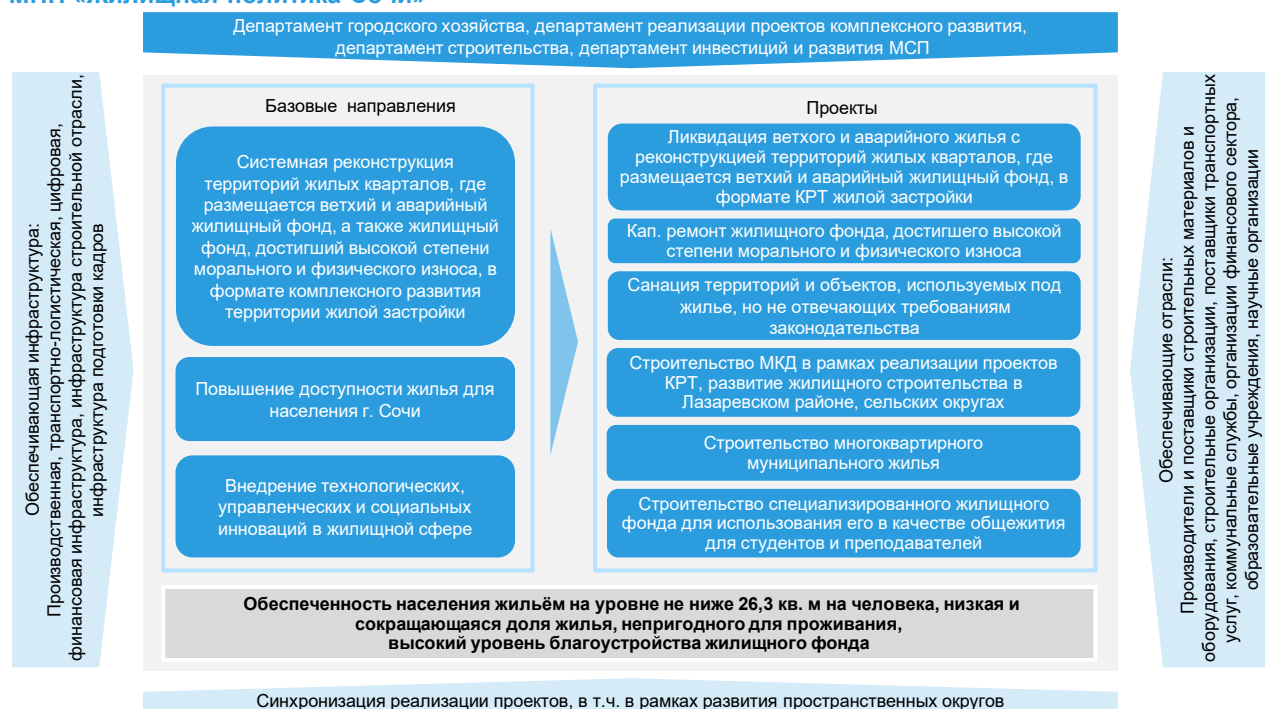 МПП «Жилищная политика Сочи»
Департамент городского хозяйства, департамент реализации проектов комплексного развития,
департамент строительства, департамент инвестиций и развития МСП
Обеспечивающая инфраструктура:
Производственная, транспортно-логистическая, цифровая,
финансовая инфраструктура, инфраструктура строительной отрасли,
инфраструктура подготовки кадров
Базовые направления
Системная реконструкция
территорий жилых кварталов, где
размещается ветхий и аварийный
жилищный фонд, а также жилищный
фонд, достигший высокой степени
морального и физического износа, в
формате комплексного развития
территории жилой застройки
Повышение доступности жилья для
населения г. Сочи
Внедрение технологических,
управленческих и социальных
инноваций в жилищной сфере
Проекты
Ликвидация ветхого и аварийного жилья с
реконструкцией территорий жилых кварталов, где
размещается ветхий и аварийный жилищный фонд, в
формате КРТ жилой застройки
Кап. ремонт жилищного фонда, достигшего высокой
степени морального и физического износа
Санация территорий и объектов, используемых под
жилье, но не отвечающих требованиям
законодательства
Строительство МКД в рамках реализации проектов
КРТ, развитие жилищного строительства в
Лазаревском районе, сельских округах
Строительство многоквартирного
муниципального жилья
Строительство специализированного жилищного
фонда для использования его в качестве общежития
для студентов и преподавателей
Обеспечивающие отрасли:
Производители и поставщики строительных материалов и
оборудования, строительные организации, поставщики транспортных
услуг, коммунальные службы, организации финансового сектора,
образовательные учреждения, научные организации
Обеспеченность населения жильём на уровне не ниже 26,3 кв. м на человека, низкая и
сокращающаяся доля жилья, непригодного для проживания,
высокий уровень благоустройства жилищного фонда
Синхронизация реализации проектов, в т.ч. в рамках развития пространственных округов